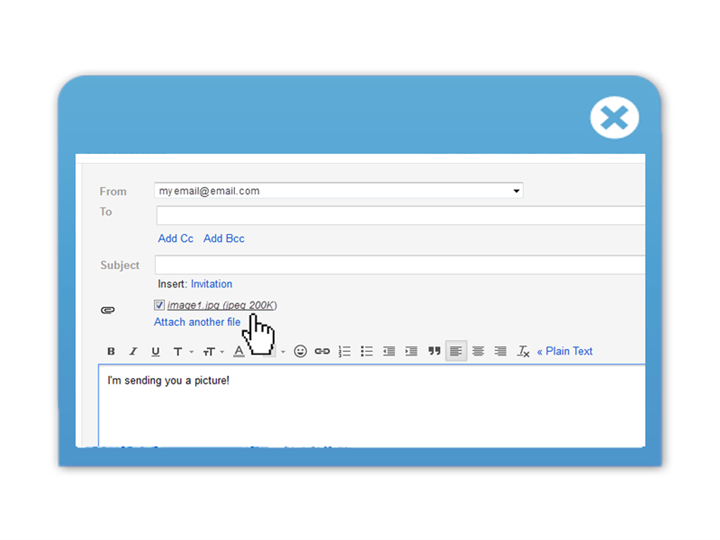 From myemail@email.com
To
Add Cc Add Bcc
Subject
Insert: Invitation
image1.jpg (jpeg 200K)
Attach another file
B I U T тT A « Plain Text
I'm sending you a picture!